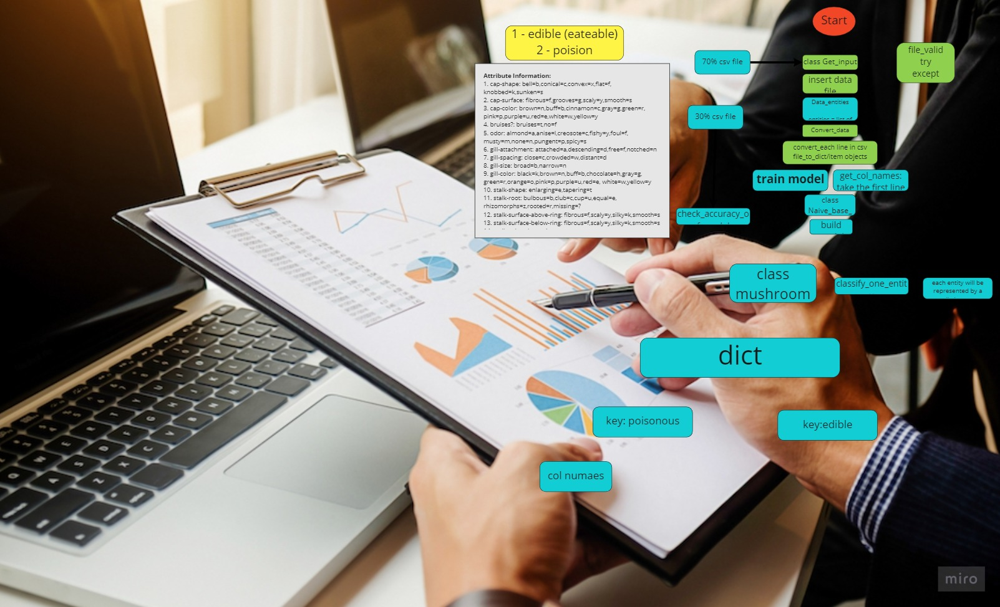 Start
1 - edible (eateable)
2 - poision
70% csv file
class Get_input
file_valid
try
except
insert data
file
Attribute Information:
1. cap-shape: bell=b,conical=c,convex=x,flat=f,
knobbed=k,sunken=s
2. cap-surface: fibrous=f,grooves=g,scaly=y,smooth=s
3. cap-color: brown=n,buff=b,cinnamon=c,gray=g,green=r,
pink=p,purple=u,red=e,white=w,yellow=y
4. bruises?: bruises=t,no=f
5. odor: almond=a,anise=l,creosote=c,fishy=y,foul=f,
musty=m,none=n,pungent=p,spicy=s
6. gill-attachment: attached=a,descending=d,free=f,notched=n
7. gill-spacing: close=c,crowded=w,distant=d
8. gill-size: broad=b,narrow=n
9. gill-color: black=k,brown=n,buff=b,chocolate=h,gray=g,
green=r,orange=o,pink=p,purple=u,red=e, white=w,yellow=y
10. stalk-shape: enlarging=e,tapering=t
11. stalk-root: bulbous=b,club=c,cup=u,equal=e,
rhizomorphs=z,rooted=r,missing=?
12. stalk-surface-above-ring: fibrous=f,scaly=y,silky=k,smooth=s
13. stalk-surface-below-ring: fibrous=f,scaly=y,silky=k,smooth=s
Data_entities
entities = list of
30% csv file
Convert_data
convert_each line in csv
file_to_dict/item objects
train model
get_col_names:
take the first line
class
Naive_base_
check_accuracy_o
build
class
mushroom
classify_one_entit
each entity will be
represented by a
dict
key: poisonous
key:edible
col numaes
miro